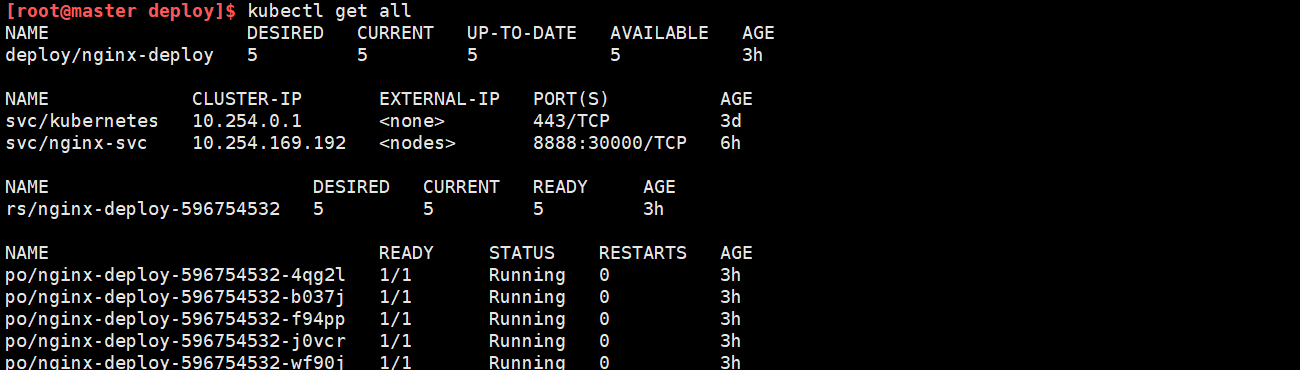 [root@master deploy]$ kubectl get all
NAME                  DESIRED   CURRENT   UP-TO-DATE   AVAILABLE   AGE
deploy/nginx-deploy   5         5         5            5           3h

NAME             CLUSTER-IP       EXTERNAL-IP   PORT(S)          AGE
svc/kubernetes   10.254.0.1       <none>        443/TCP          3d
svc/nginx-svc    10.254.169.192   <nodes>       8888:30000/TCP   6h

NAME                        DESIRED   CURRENT   READY     AGE
rs/nginx-deploy-596754532   5         5         5         3h

NAME                              READY     STATUS    RESTARTS   AGE
po/nginx-deploy-596754532-4qg2l   1/1       Running   0          3h
po/nginx-deploy-596754532-b037j   1/1       Running   0          3h
po/nginx-deploy-596754532-f94pp   1/1       Running   0          3h
po/nginx-deploy-596754532-j0vcr   1/1       Running   0          3h
po/nginx-deploy-596754532-wf90j   1/1       Running   0          3h